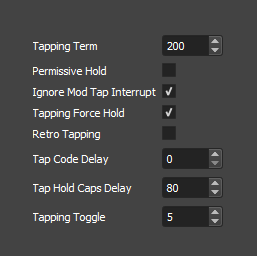 Tapping Term 200
Permissive Hold
Ignore Mod Tap Interrupt
Tapping Force Hold
Retro Tapping
Tap Code Delay 0
Tap Hold Caps Delay 80
Tapping Toggle 5